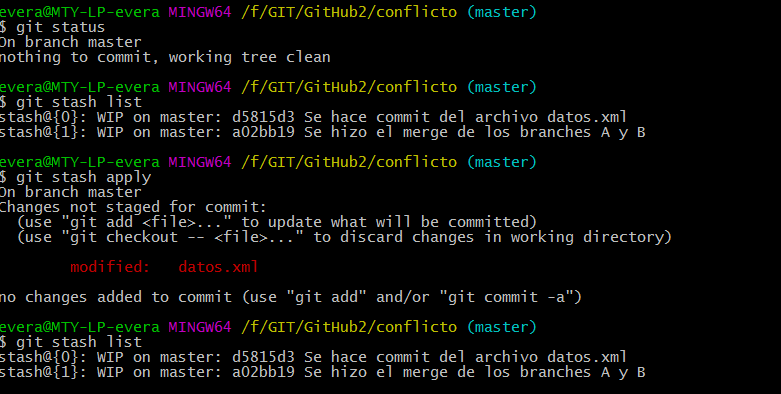 evera@MTY-LP-evera MINGW64 /f/GIT/GitHub2/conflicto (master)
$ git status
On branch master
nothing to commit, working tree clean
evera@MTY-LP-evera MINGW64 /f/GIT/GitHub2/conflicto (master)
$ git stash list
stash@{0}: WIP on master: d5815d3 Se hace commit del archivo datos.xml
stash@{1}: WIP on master: a02bb19 Se hizo el merge de los branches A y B
evera@MTY-LP-evera MINGW64 /f/GIT/GitHub2/conflicto (master)
$ git stash apply
On branch master
Changes not staged for commit:
(use "git add <file>..." to update what will be committed)
(use "git checkout -- <file>..." to discard changes in working directory)
modified: datos.xml
no changes added to commit (use "git add" and/or "git commit -a")
evera@MTY-LP-evera MINGW64 /f/GIT/GitHub2/conflicto (master)
$ git stash list
stash@{0}: WIP on master: d5815d3 Se hace commit del archivo datos.xml
stash@{1}: WIP on master: a02bb19 Se hizo el merge de los branches A y B